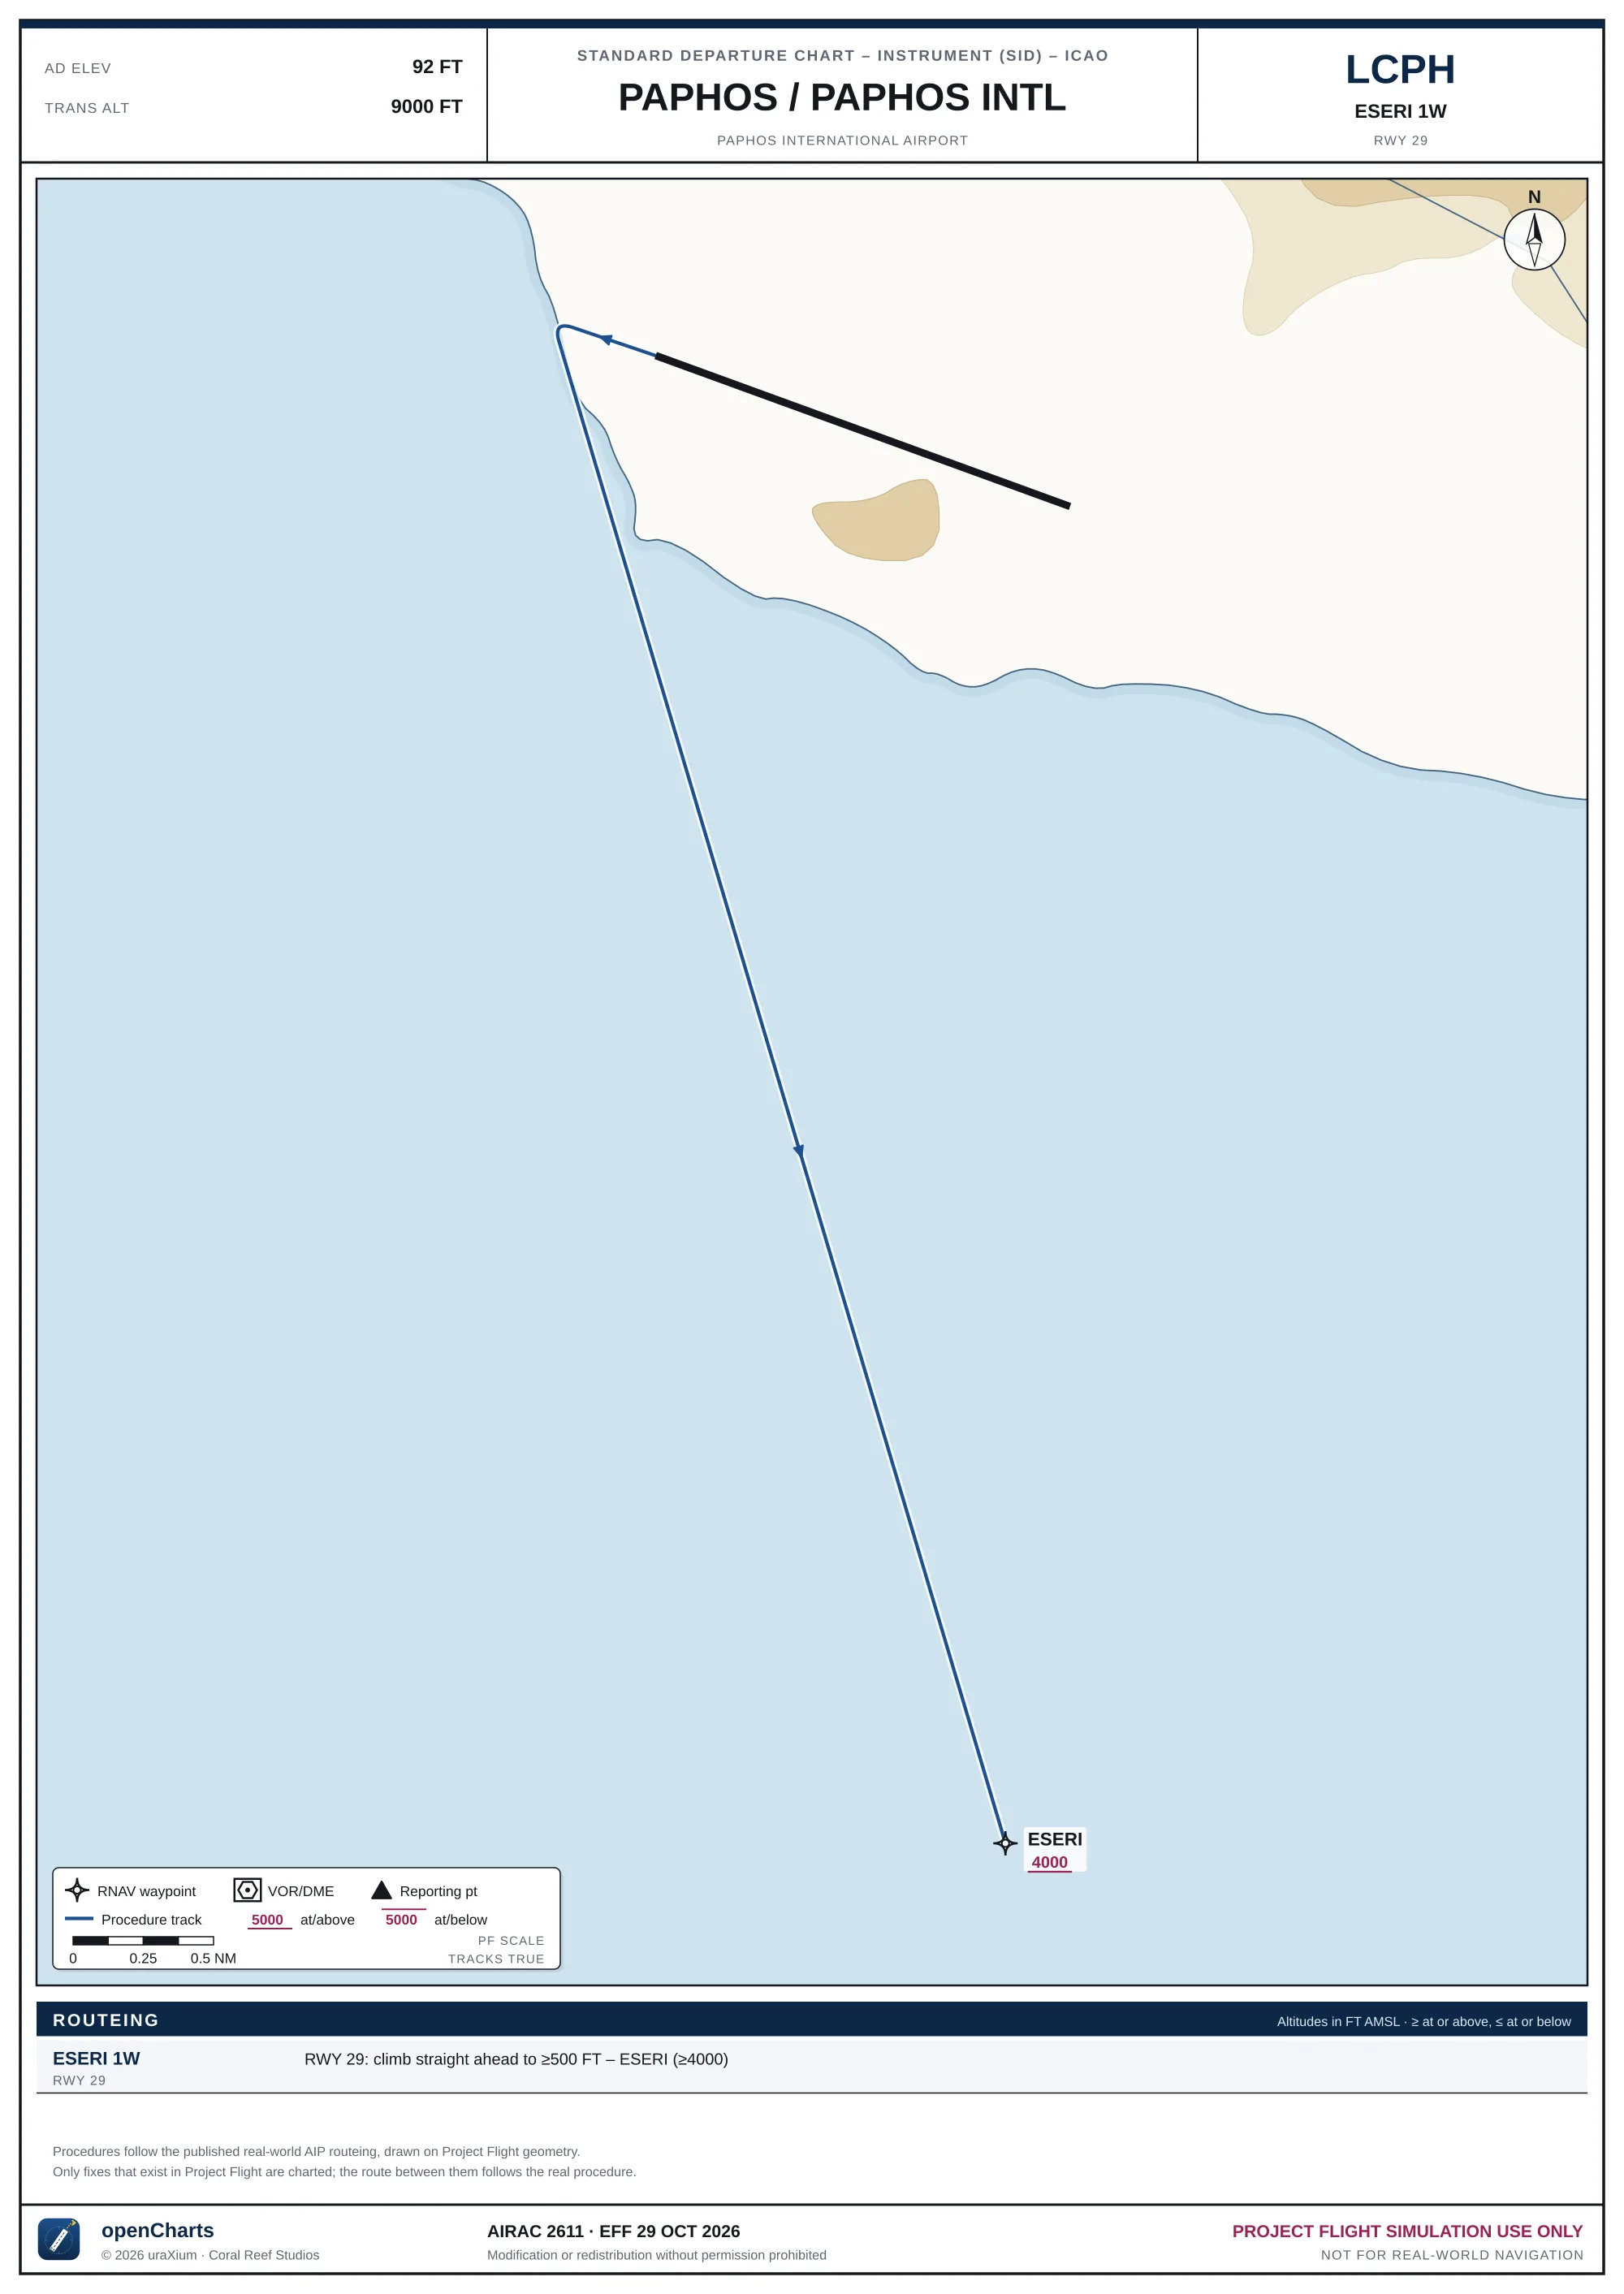 AD ELEV 92 FT
TRANS ALT 9000 FT
STANDARD DEPARTURE CHART – INSTRUMENT (SID) – ICAO
PAPHOS / PAPHOS INTL
PAPHOS INTERNATIONAL AIRPORT
LCPH
ESERI 1W
RWY 29
N
ESERI
4000
RNAV waypoint VOR/DME Reporting pt
Procedure track 5000 at/above 5000 at/below
PF SCALE
0 0.25 0.5 NM TRACKS TRUE
ROUTEING Altitudes in FT AMSL · ≥ at or above, ≤ at or below
ESERI 1W RWY 29: climb straight ahead to ≥500 FT – ESERI (≥4000)
RWY 29
Procedures follow the published real-world AIP routeing, drawn on Project Flight geometry.
Only fixes that exist in Project Flight are charted; the route between them follows the real procedure.
openCharts
© 2026 uraXium · Coral Reef Studios
AIRAC 2611 · EFF 29 OCT 2026
Modification or redistribution without permission prohibited
PROJECT FLIGHT SIMULATION USE ONLY
NOT FOR REAL-WORLD NAVIGATION